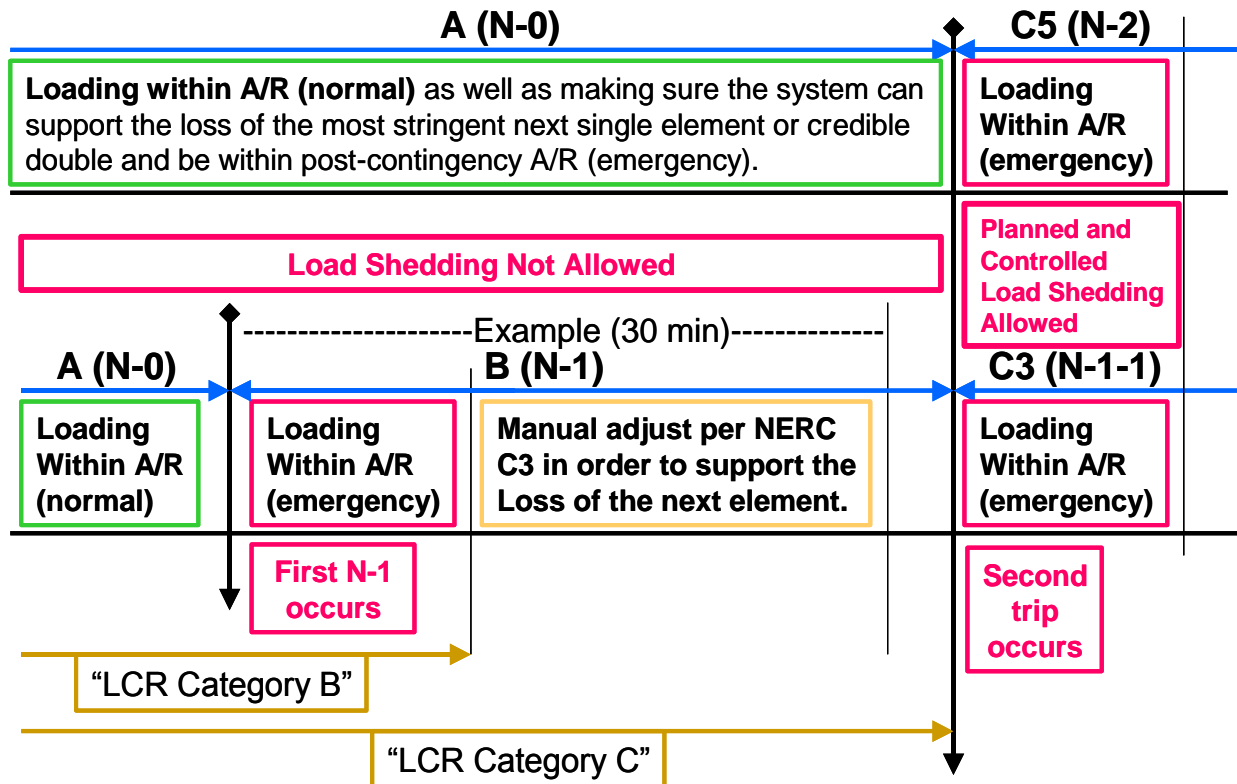 A (N-0)
C5 (N-2)
Loading within A/R (normal) as well as making sure the system can
support the loss of the most stringent next single element or credible
double and be within post-contingency A/R (emergency).
Loading
Within A/R
(emergency)
Load Shedding Not Allowed
Planned and
Controlled
Load Shedding
Allowed
--------------------Example (30 min)-------------
A (N-0)
B (N-1)
C3 (N-1-1)
Loading
Within A/R
(normal)
Loading
Within A/R
(emergency)
Manual adjust per NERC
C3 in order to support the
Loss of the next element.
Loading
Within A/R
(emergency)
First N-1
occurs
Second
trip
occurs
“LCR Category B”
“LCR Category C”